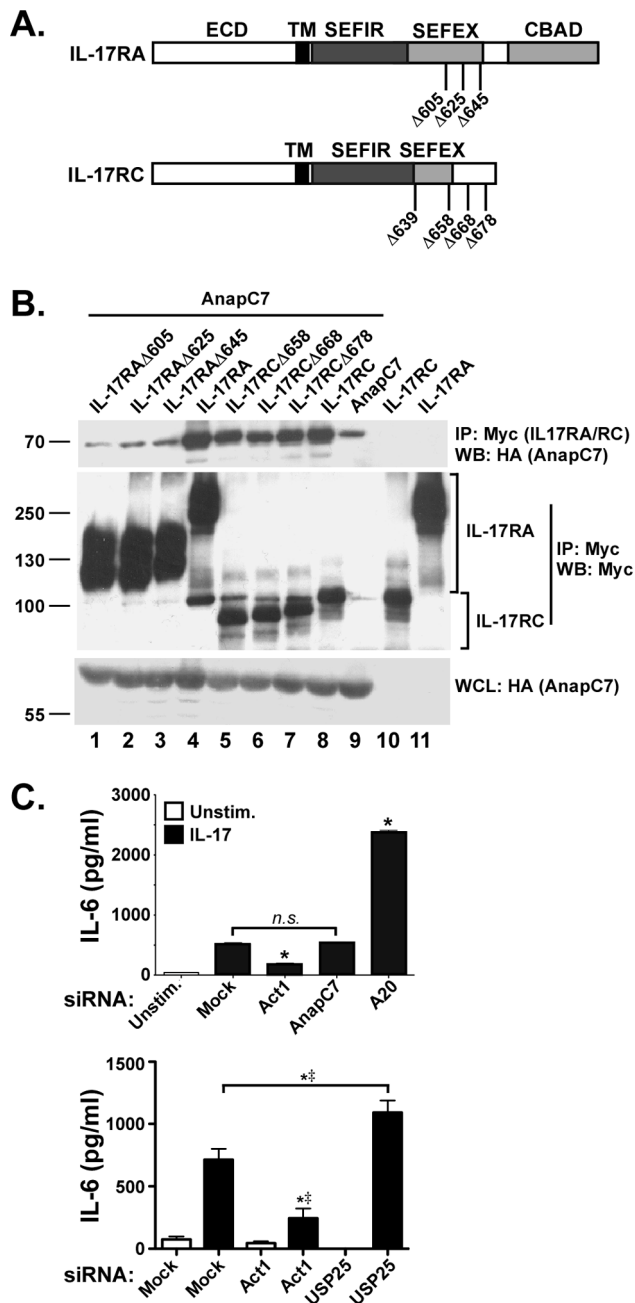 A.
ECD TM SEFIR SEFEX CBAD
IL-17RA
Δ605 Δ625 Δ645
TM SEFIR SEFEX
IL-17RC
Δ639 Δ658 Δ668 Δ678
B.
AnapC7
IL-17RAΔ605 IL-17RAΔ625 IL-17RAΔ645 IL-17RA IL-17RCΔ658 IL-17RCΔ668 IL-17RCΔ678 IL-17RC AnapC7 IL-17RC IL-17RA
70
IP: Myc (IL17RA/RC)
WB: HA (AnapC7)
250
130
100
IL-17RA
IL-17RC
IP: Myc
WB: Myc
55
WCL: HA (AnapC7)
1 2 3 4 5 6 7 8 9 10 11
C.
IL-6 (pg/ml)
3000
2000
1000
0
Unstim.
IL-17
n.s.
*
*
siRNA:
Unstim. Mock Act1 AnapC7 A20
IL-6 (pg/ml)
1500
1000
500
0
*‡
*‡
siRNA:
Mock Mock Act1 Act1 USP25 USP25